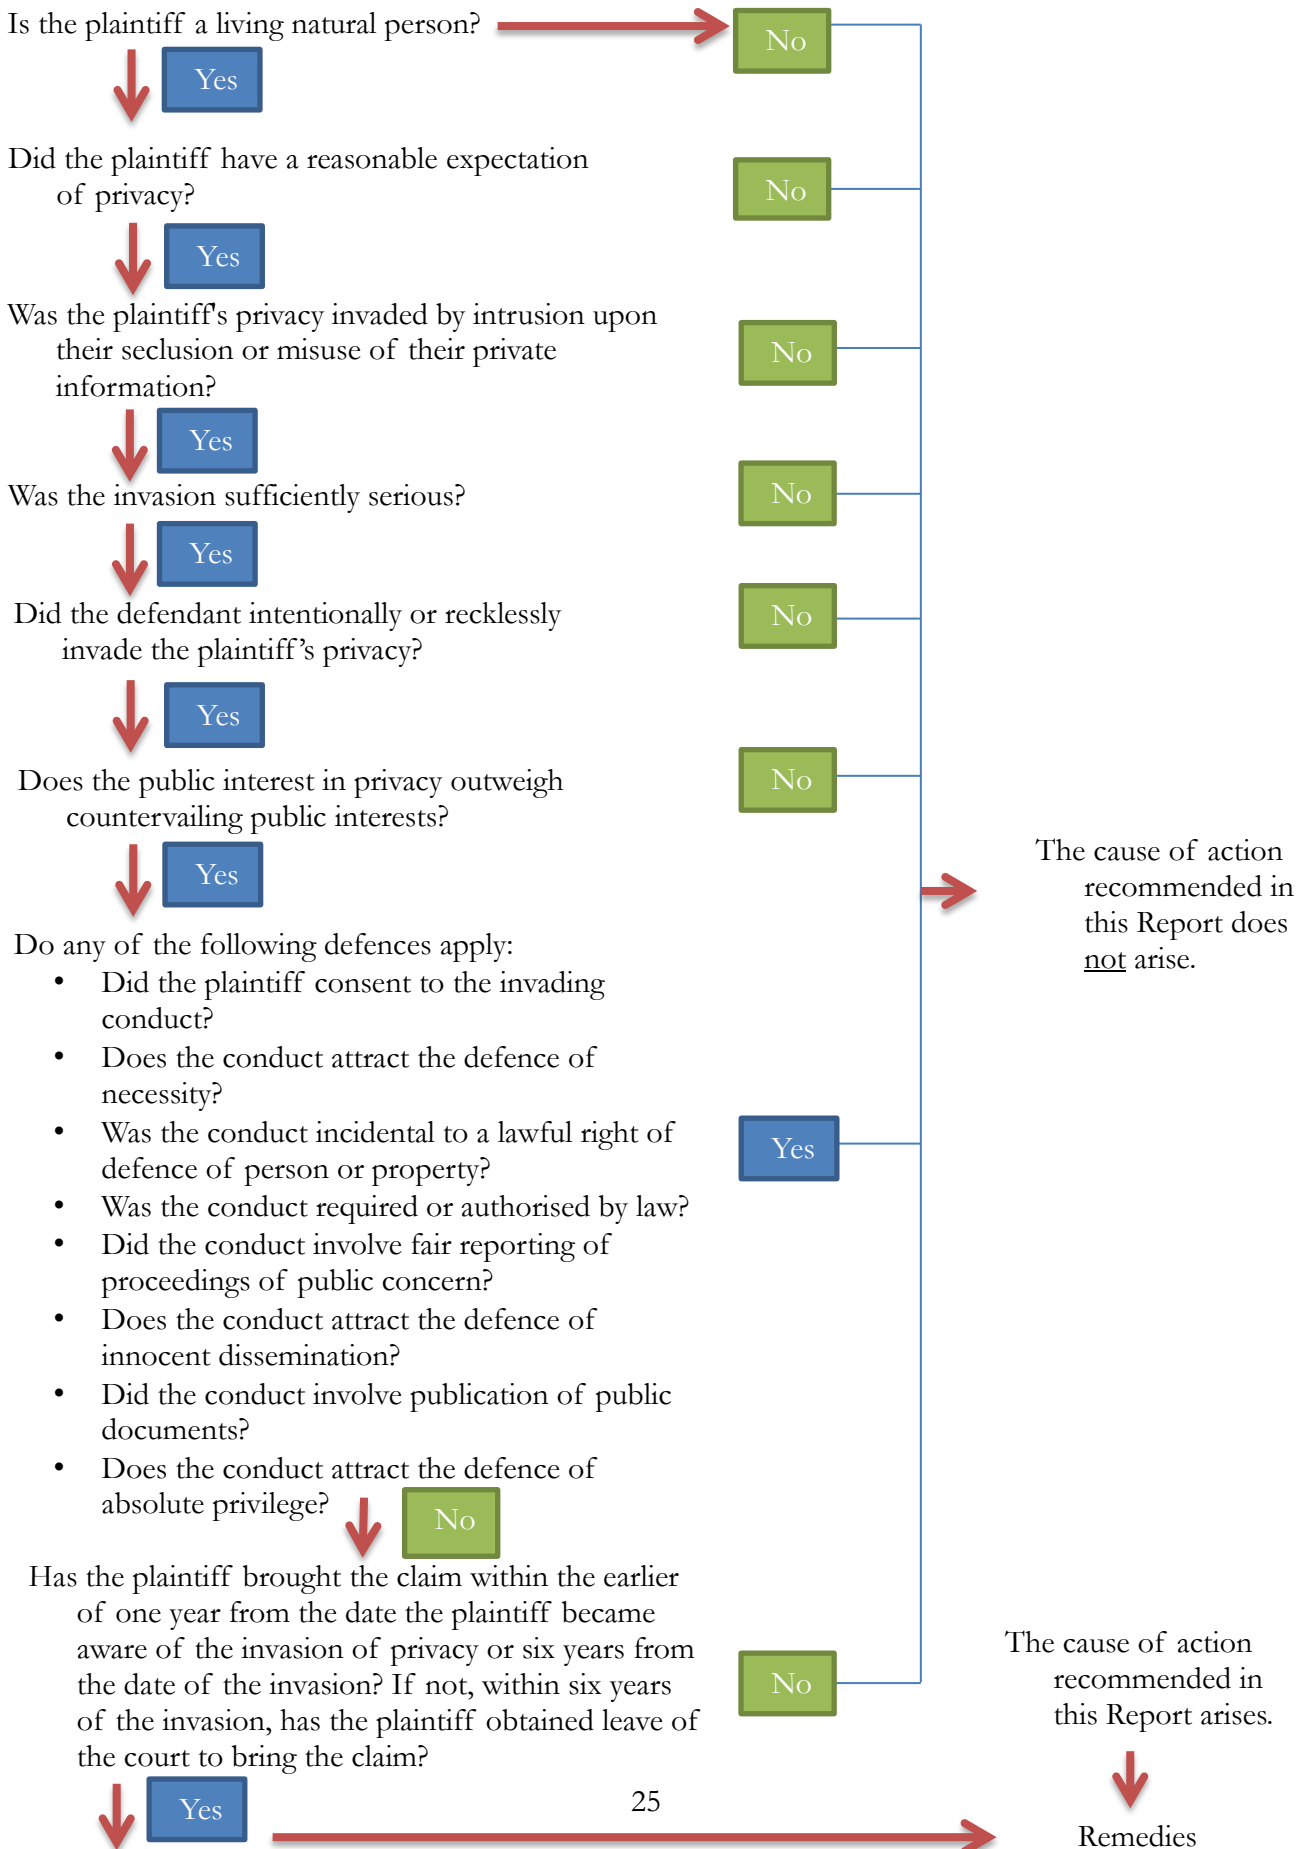 Is the plaintiff a living natural person?
No
Yes
Did the plaintiff have a reasonable expectation
of privacy?
No
Yes
Was the plaintiff's privacy invaded by intrusion upon
their seclusion or misuse of their private
information?
No
Yes
Was the invasion sufficiently serious?
No
Yes
Did the defendant intentionally or recklessly
invade the plaintiff’s privacy?
No
Yes
Does the public interest in privacy outweigh
countervailing public interests?
No
Yes
The cause of action
recommended in
this Report does
not arise.
Do any of the following defences apply:
• Did the plaintiff consent to the invading
conduct?
• Does the conduct attract the defence of
necessity?
• Was the conduct incidental to a lawful right of
defence of person or property?
Yes
• Was the conduct required or authorised by law?
• Did the conduct involve fair reporting of
proceedings of public concern?
• Does the conduct attract the defence of
innocent dissemination?
• Did the conduct involve publication of public
documents?
• Does the conduct attract the defence of
absolute privilege?
No
Has the plaintiff brought the claim within the earlier
of one year from the date the plaintiff became
aware of the invasion of privacy or six years from
the date of the invasion? If not, within six years
of the invasion, has the plaintiff obtained leave of
the court to bring the claim?
No
The cause of action
recommended in
this Report arises.
Yes
25
Remedies